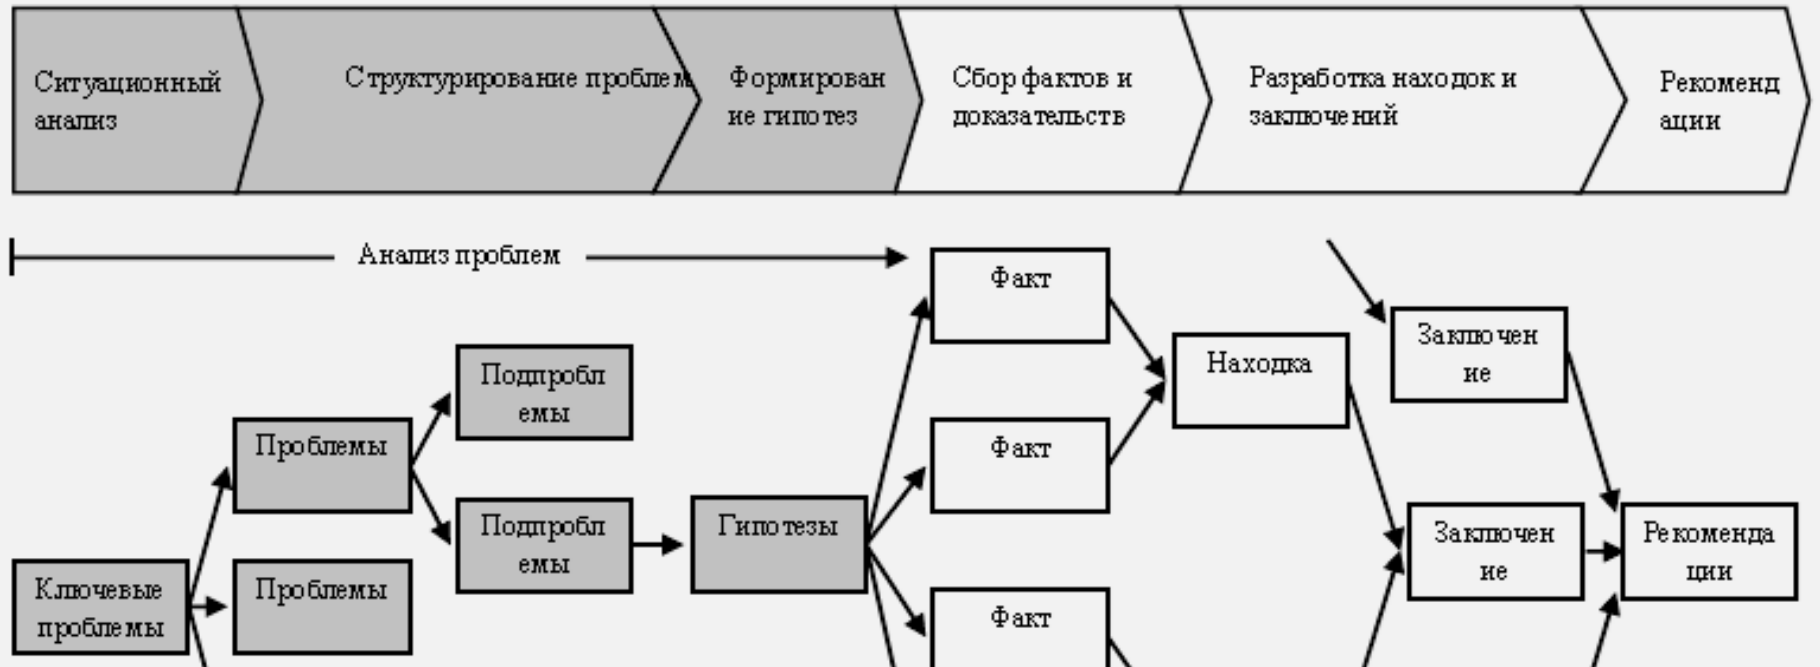 Ситуационный
анализ
Структурирование проблем
Формирован
ие гипотез
Сбор фактов и
доказательств
Разработка находок и
заключений
Рекоменд
ации
Анализ проблем
Факт
Заключен
ие
Находка
Подпробл
емы
Проблемы
Факт
Подпробл
емы
Гипотезы
Заключен
ие
Рекоменда
ции
Ключевые
проблемы
Проблемы
Факт